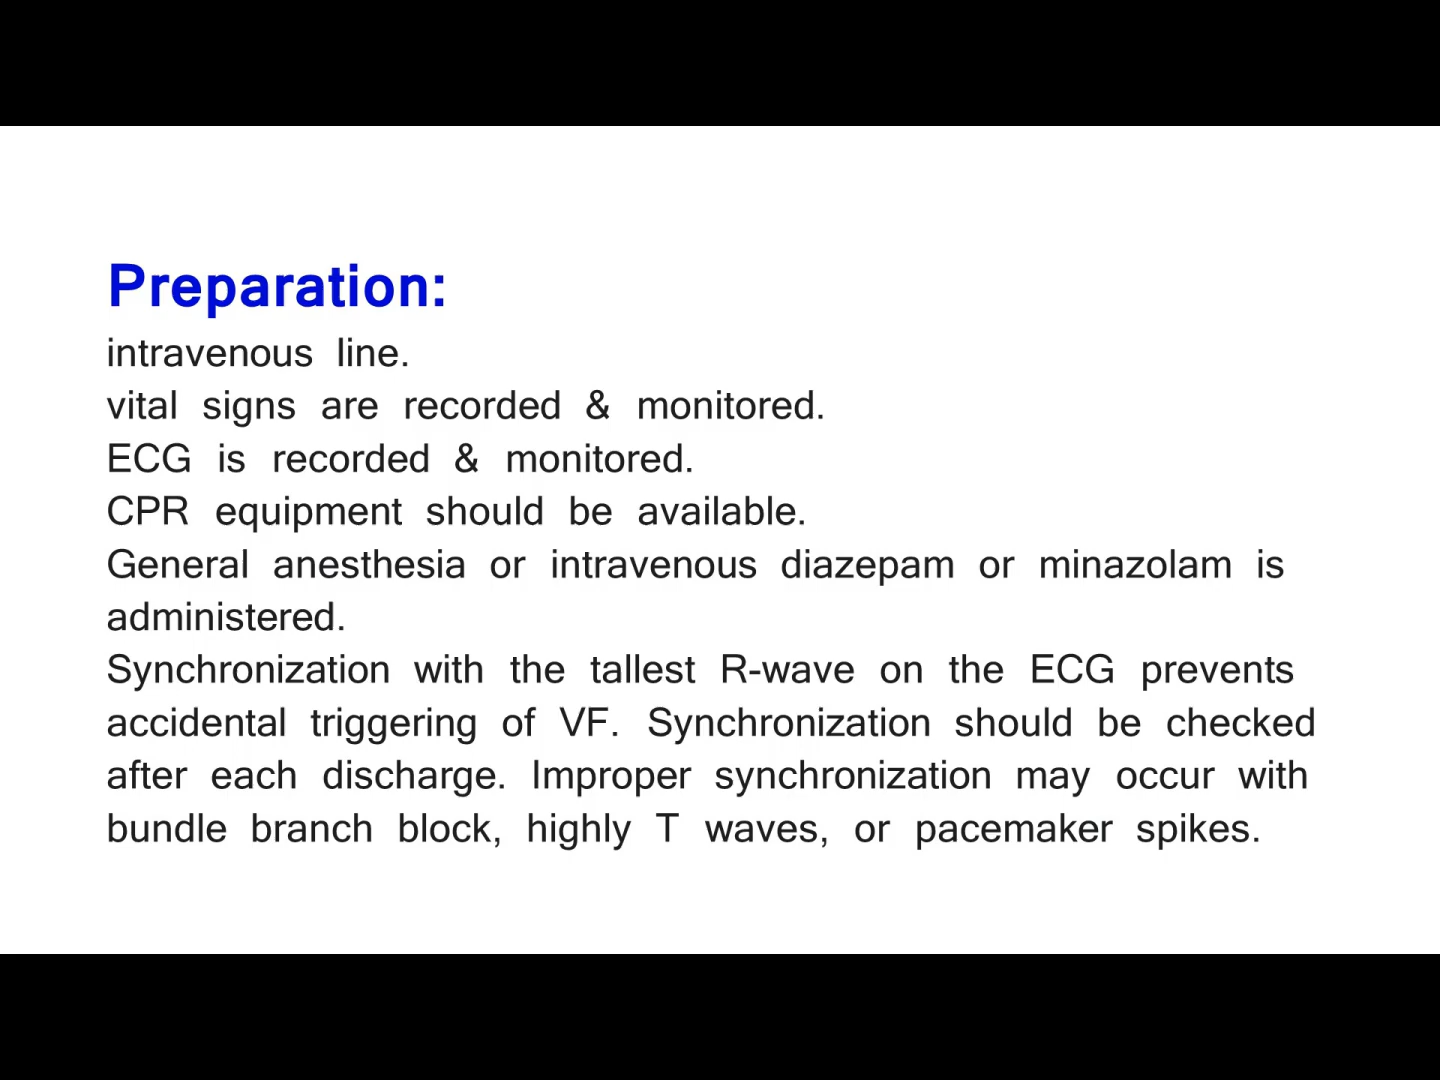 Preparation:
intravenous line.
vital signs are recorded & monitored.
ECG is recorded & monitored.
CPR equipment should be available.
General anesthesia or intravenous diazepam or minazolam is
administered.
Synchronization with the tallest R-wave on the ECG prevents
accidental triggering of VF. Synchronization should be checked
after each discharge. Improper synchronization may occur with
bundle branch block, highly T waves, or pacemaker spikes.